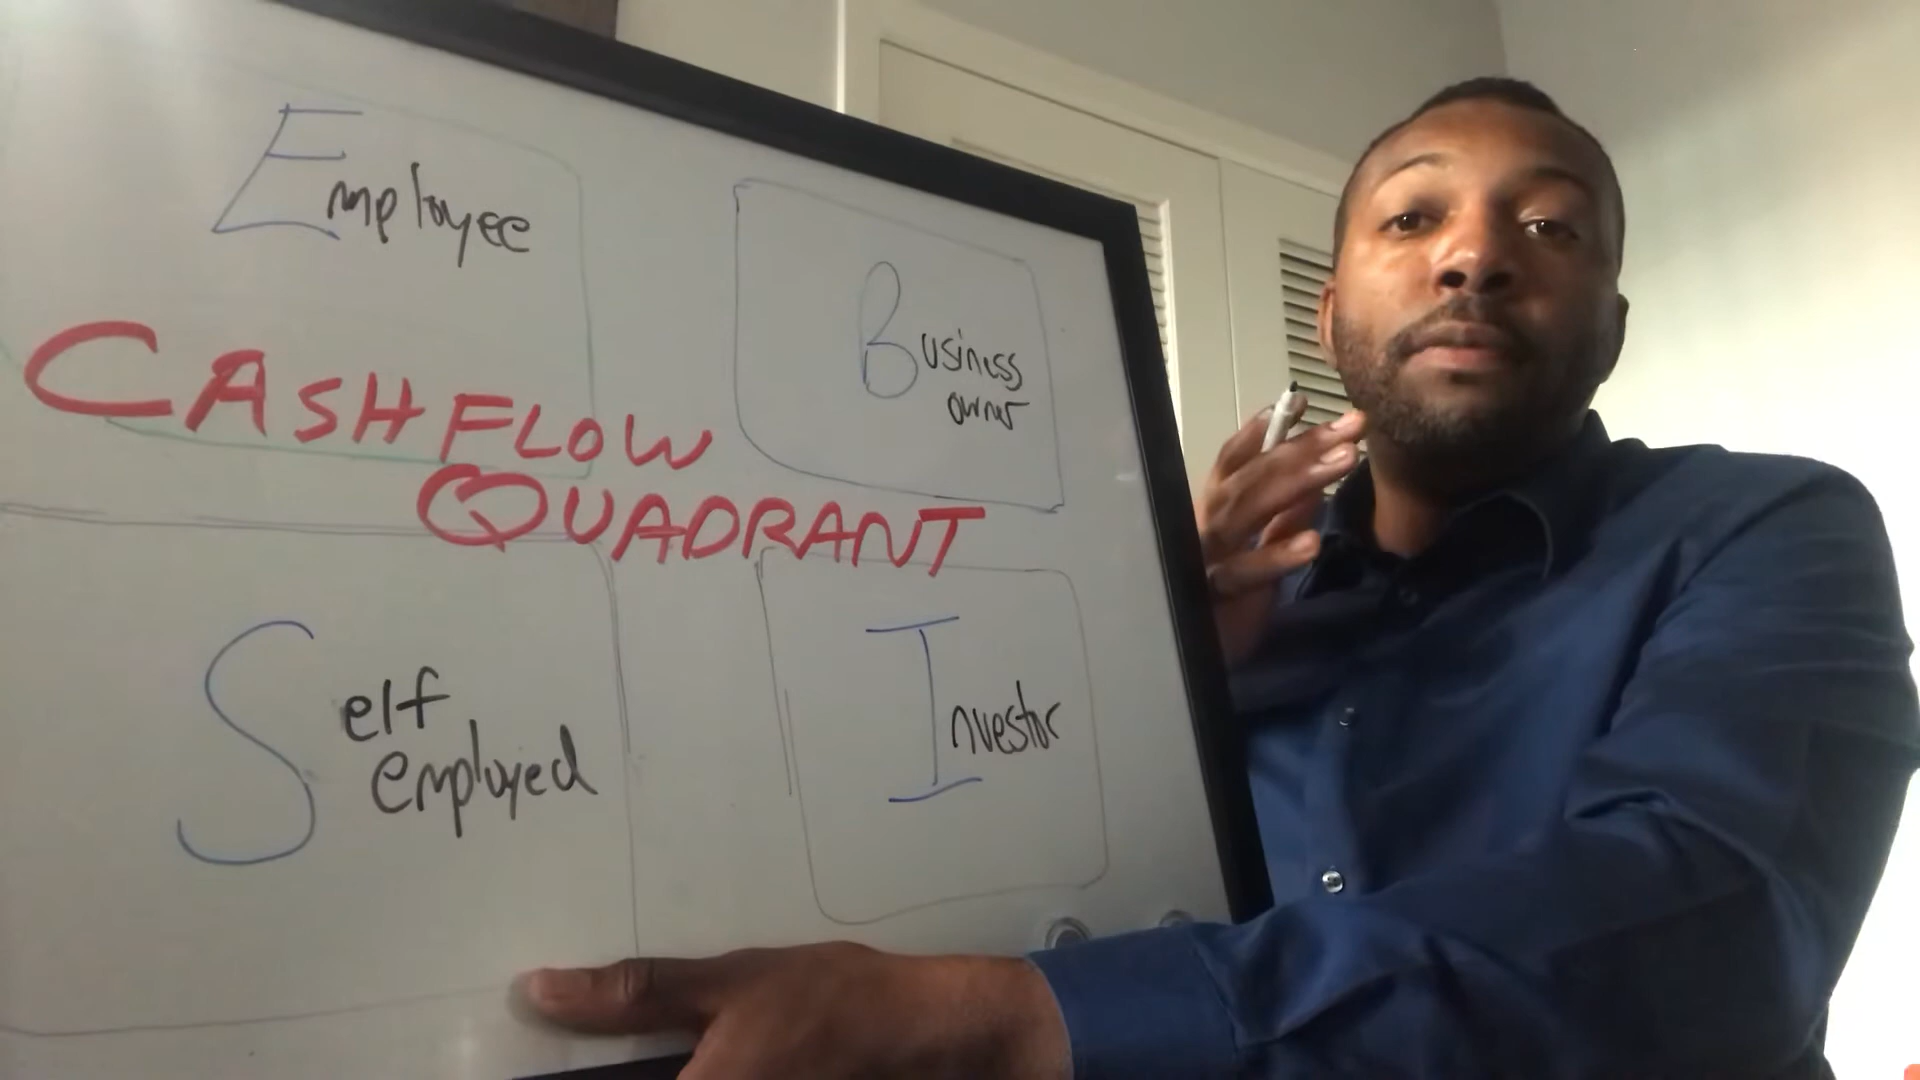 Employee
Business
owner
CASHFLOW
QUADRANT
Self
employed
Investor